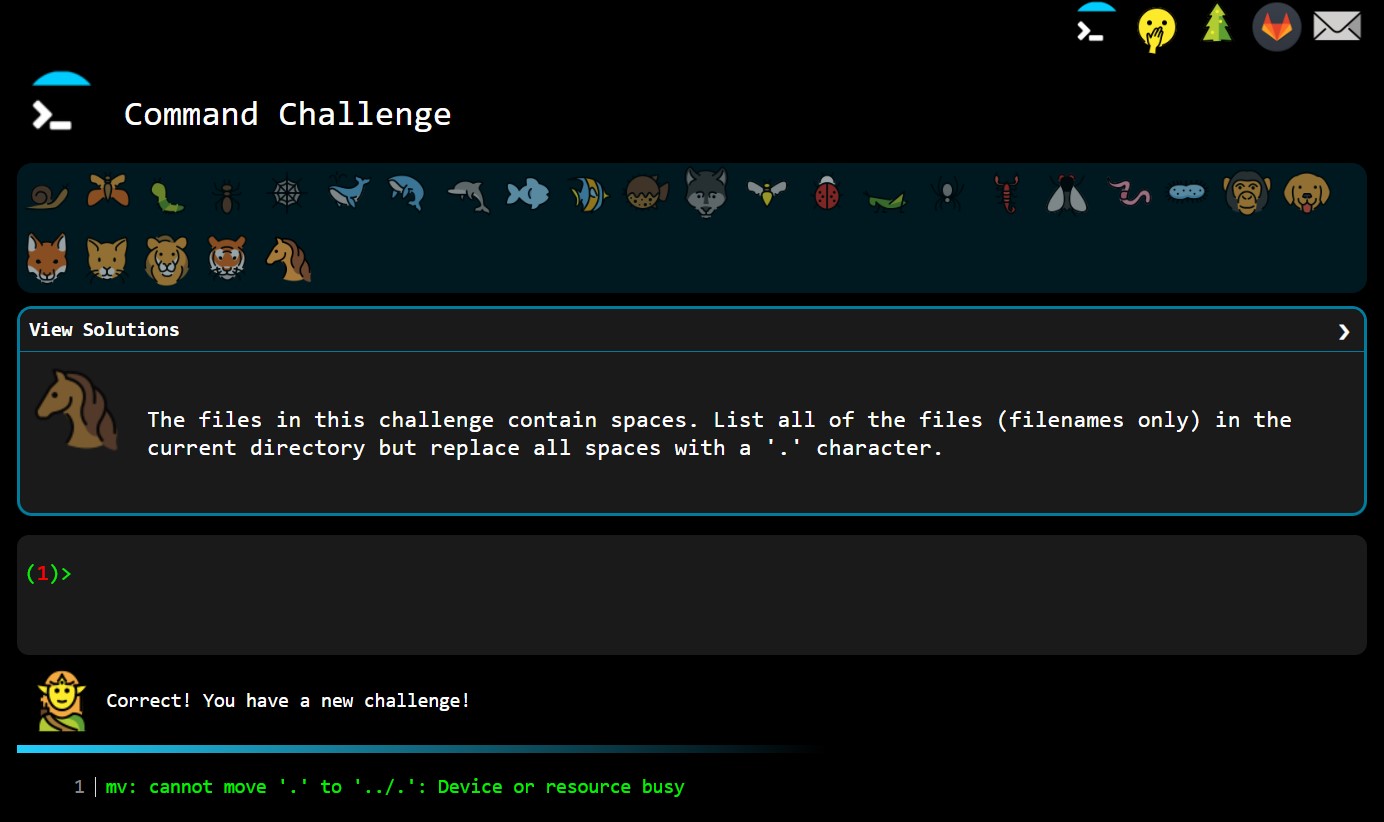 Command Challenge
View Solutions
The files in this challenge contain spaces. List all of the files (filenames only) in the
current directory but replace all spaces with a '.' character.
(1)>
Correct! You have a new challenge!
1 mv: cannot move '.' to '../.': Device or resource busy